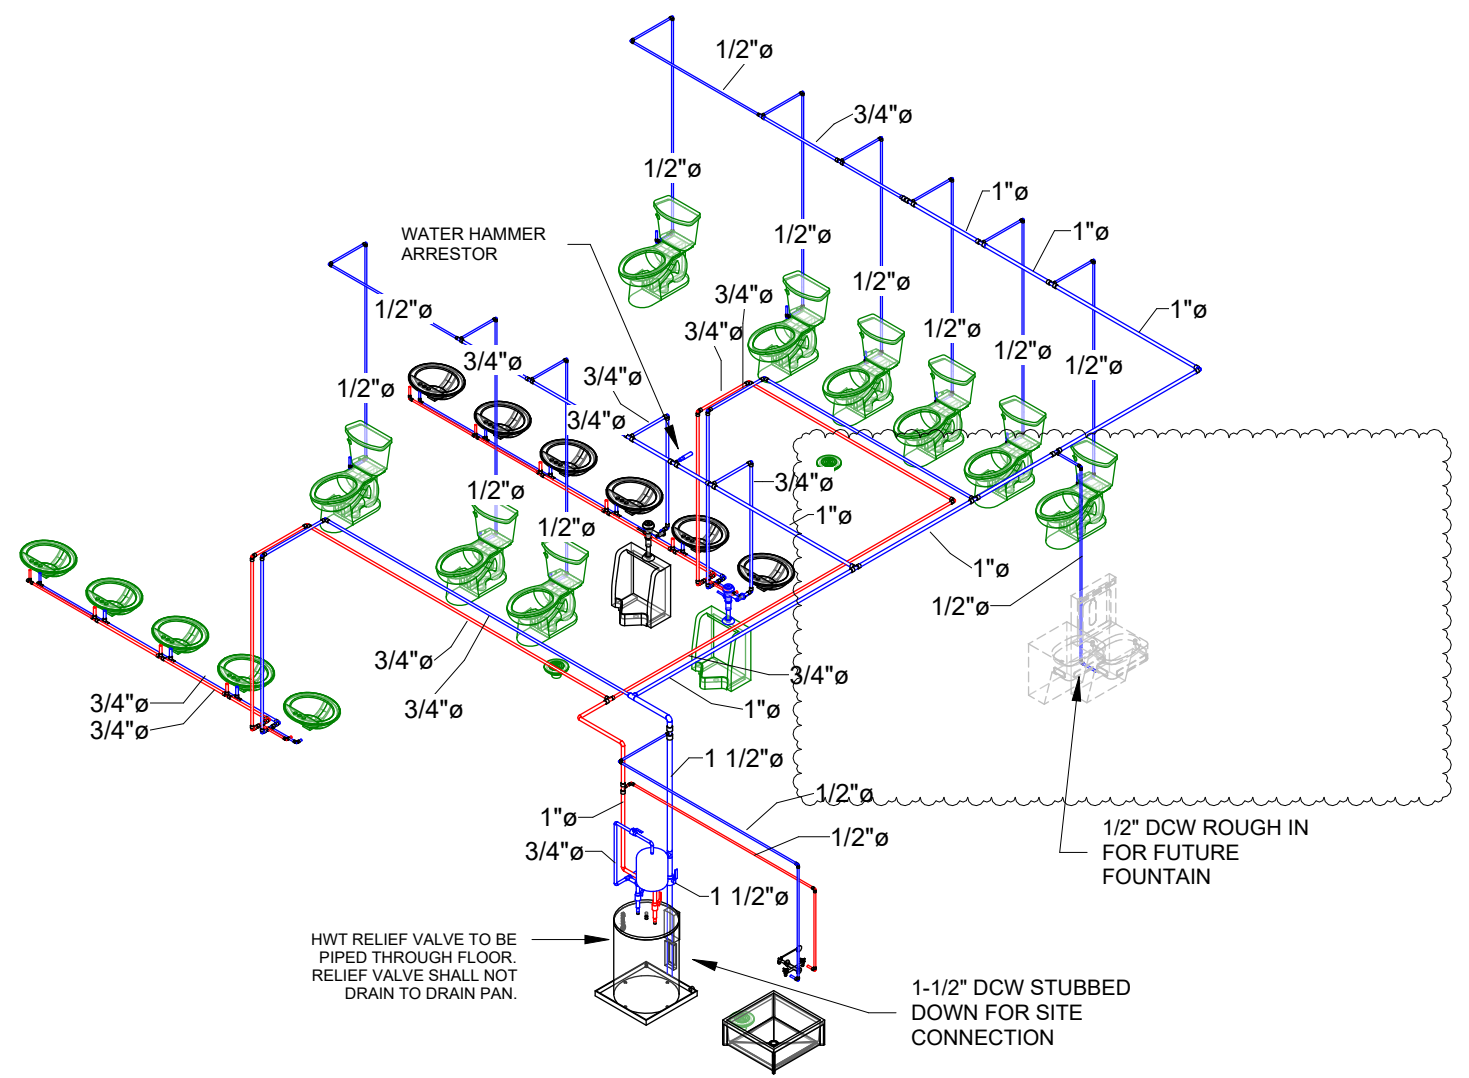 1/2"ø
3/4"ø
1/2"ø
1"ø
WATER HAMMER
ARRESTOR
1/2"ø
1"ø
1/2"ø
3/4"ø
1/2"ø
3/4"ø
1/2"ø
1"ø
3/4"ø
1/2"ø
1/2"ø
3/4"ø
1/2"ø
3/4"ø
1/2"ø
3/4"ø
1/2"ø
3/4"ø
1/2"ø
1"ø
1"ø
1/2"ø
3/4"ø
3/4"ø
3/4"ø
3/4"ø
3/4"ø
1"ø
1 1/2"ø
1/2"ø
1"ø
1/2"ø
3/4"ø
1 1/2"ø
1/2" DCW ROUGH IN
FOR FUTURE
FOUNTAIN
HWT RELIEF VALVE TO BE
PIPED THROUGH FLOOR.
RELIEF VALVE SHALL NOT
DRAIN TO DRAIN PAN.
1-1/2" DCW STUBBED
DOWN FOR SITE
CONNECTION